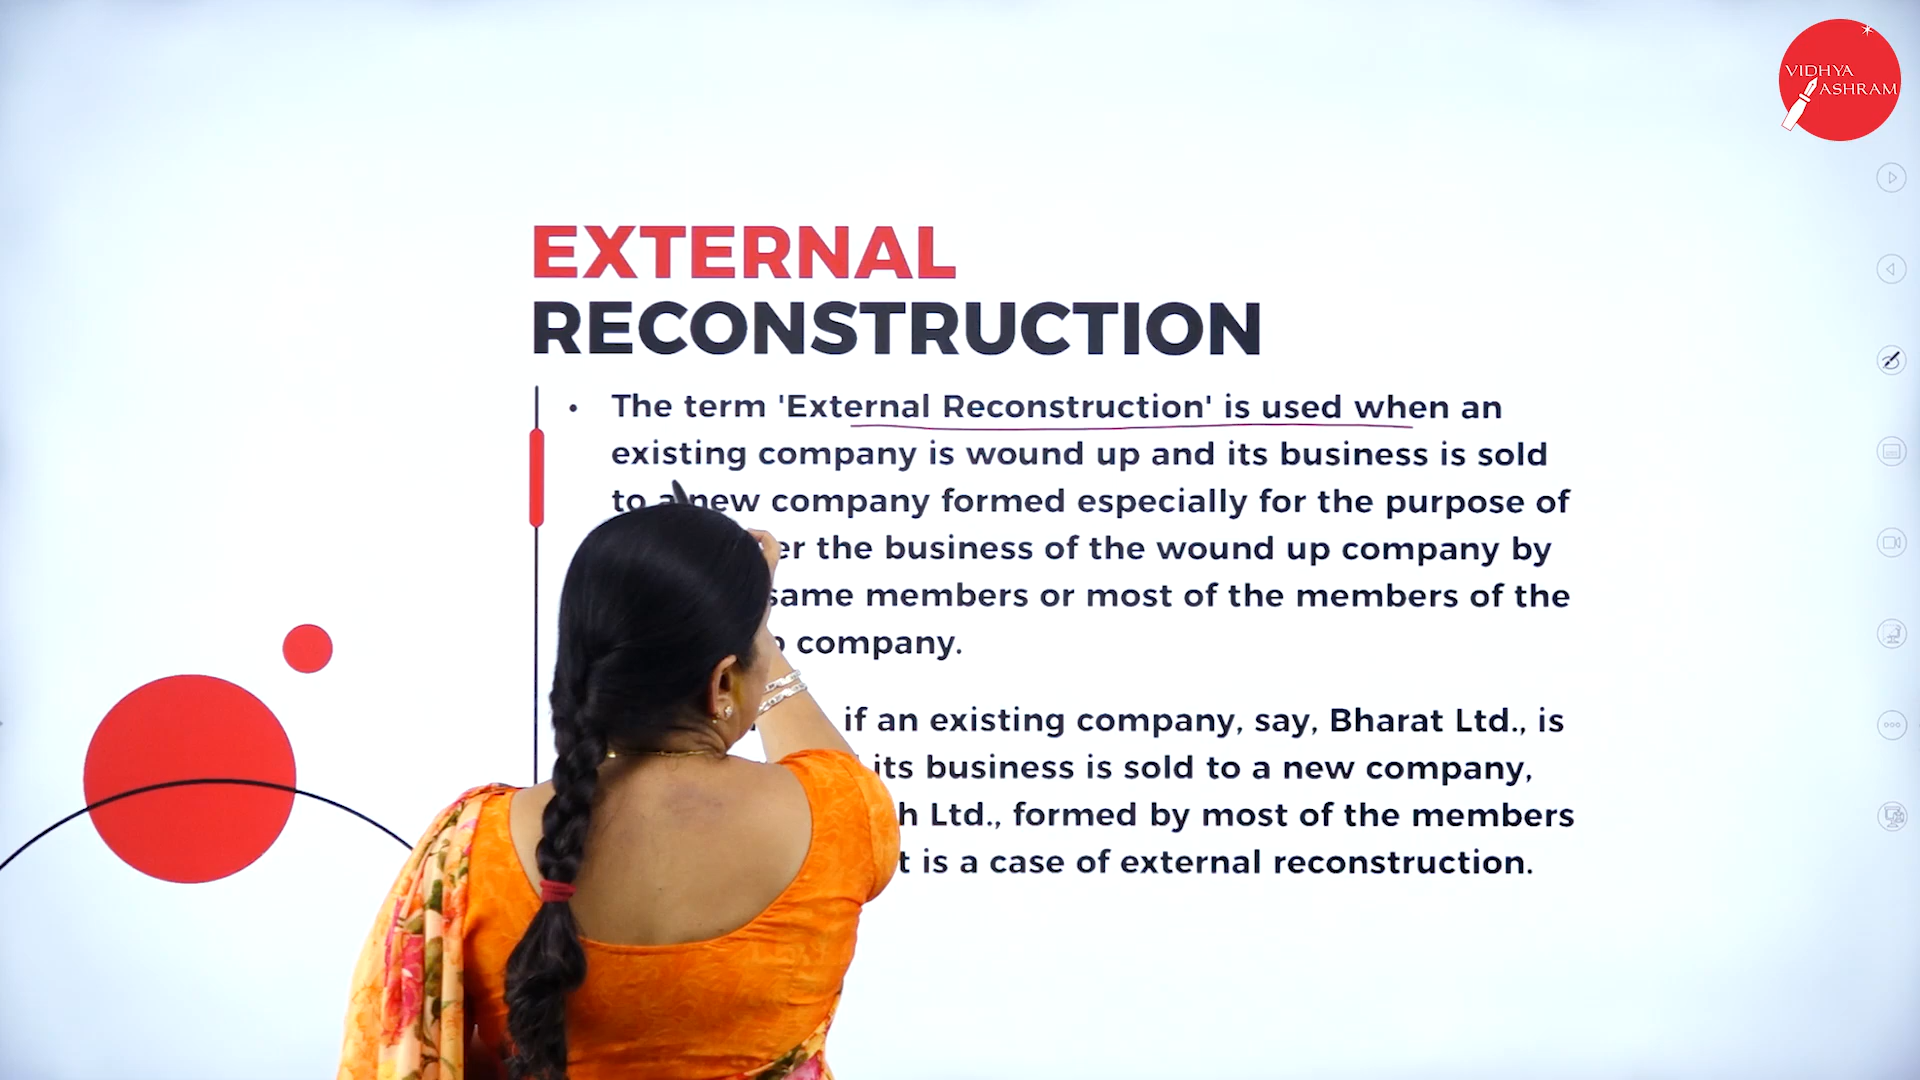 VIDHYA
ASHRAM
EXTERNAL
RECONSTRUCTION
• The term 'External Reconstruction' is used when an
existing company is wound up and its business is sold
to a new company formed especially for the purpose of
the business of the wound up company by
same members or most of the members of the
company.
if an existing company, say, Bharat Ltd., is
its business is sold to a new company,
Ltd., formed by most of the members
is a case of external reconstruction.